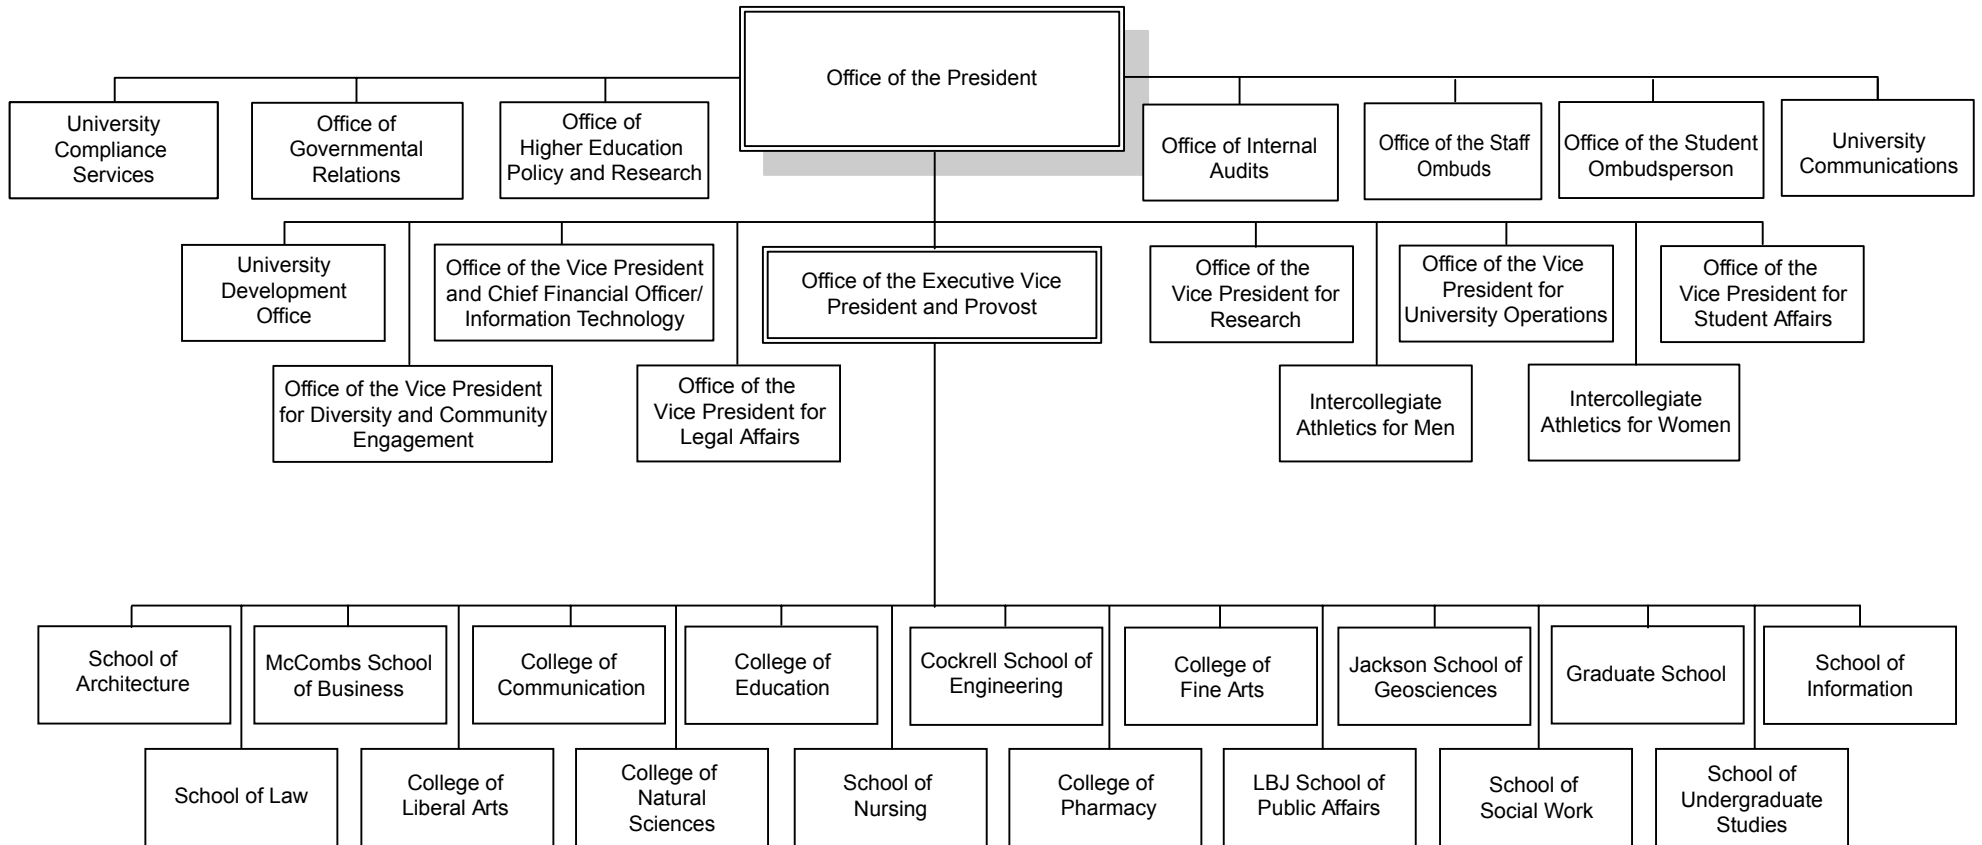 Office of the President
University
Compliance
Services
Office of
Governmental
Relations
Office of
Higher Education
Policy and Research
Office of Internal
Audits
Office of the Staff
Ombuds
Office of the Student
Ombudsperson
University
Communications
University
Development
Office
Office of the Vice President
and Chief Financial Officer/
Information Technology
Office of the Executive Vice
President and Provost
Office of the
Vice President for
Research
Office of the Vice
President for
University Operations
Office of the
Vice President for
Student Affairs
Office of the Vice President
for Diversity and Community
Engagement
Office of the
Vice President for
Legal Affairs
Intercollegiate
Athletics for Men
Intercollegiate
Athletics for Women
School of
Architecture
McCombs School
of Business
College of
Communication
College of
Education
Cockrell School of
Engineering
College of
Fine Arts
Jackson School of
Geosciences
Graduate School
School of
Information
School of Law
College of
Liberal Arts
College of
Natural
Sciences
School of
Nursing
College of
Pharmacy
LBJ School of
Public Affairs
School of
Social Work
School of
Undergraduate
Studies